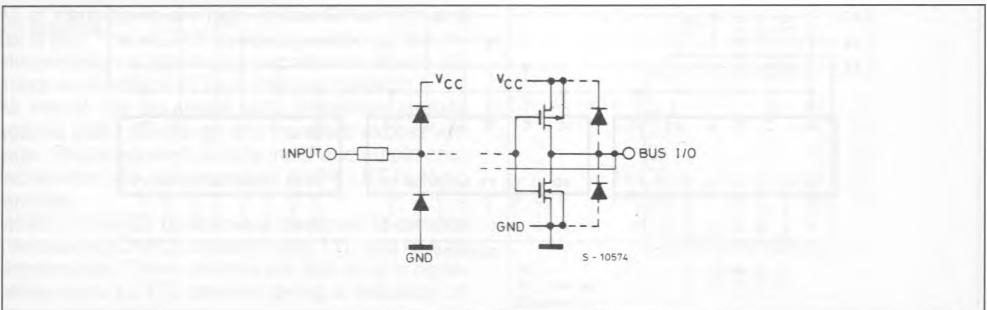 VCC
VCC
INPUT
BUS I/O
GND
GND
S - 10574